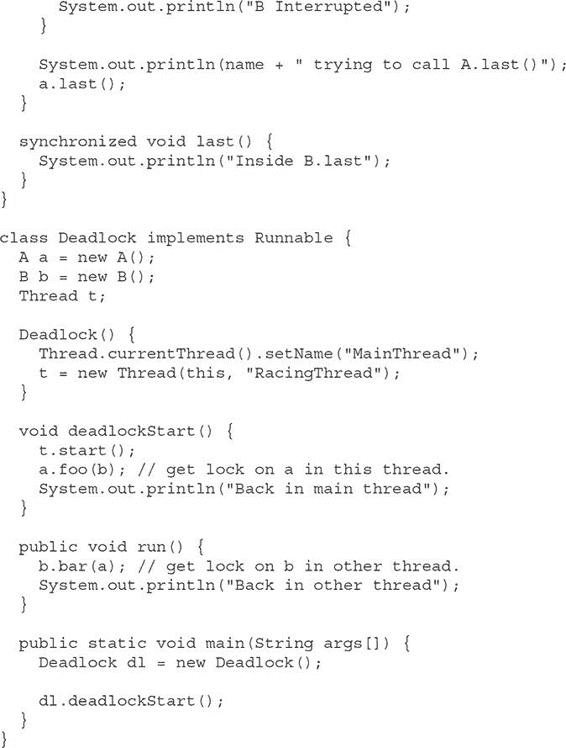 System.out.println("B Interrupted");
}
System.out.println(name + " trying to call A.last()");
a.last();
}
synchronized void last() {
System.out.println("Inside B.last");
}
}
class Deadlock implements Runnable {
A a = new A();
B b = new B();
Thread t;
Deadlock() {
Thread.currentThread().setName("MainThread");
t = new Thread(this, "RacingThread");
}
void deadlockStart() {
t.start();
a.foo(b); // get lock on a in this thread.
System.out.println("Back in main thread");
}
public void run() {
b.bar(a); // get lock on b in other thread.
System.out.println("Back in other thread");
}
public static void main(String args[]) {
Deadlock dl = new Deadlock();
dl.deadlockStart();
}
}